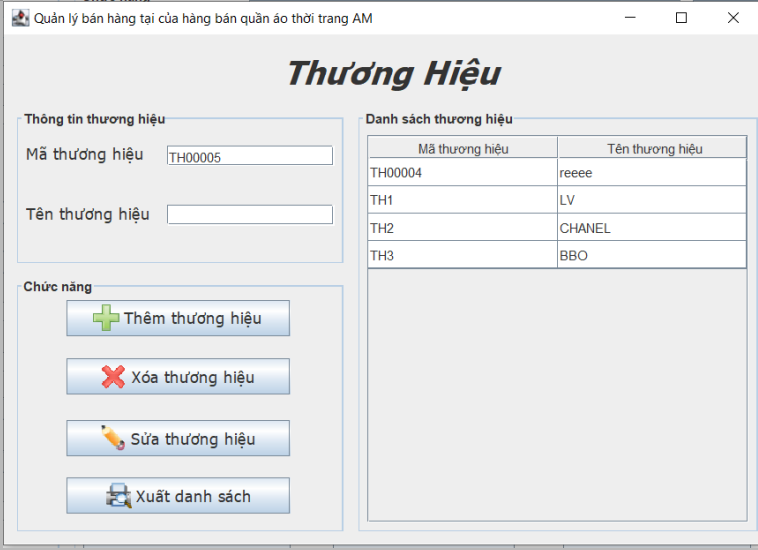 Quản lý bán hàng tại của hàng bán quần áo thời trang AM
Thương Hiệu
Thông tin thương hiệu
Mã thương hiệu TH00005
Tên thương hiệu
Chức năng
Thêm thương hiệu
Xóa thương hiệu
Sửa thương hiệu
Xuất danh sách
Danh sách thương hiệu
Mã thương hiệu Tên thương hiệu
TH00004 reeee
TH1 LV
TH2 CHANEL
TH3 BBO